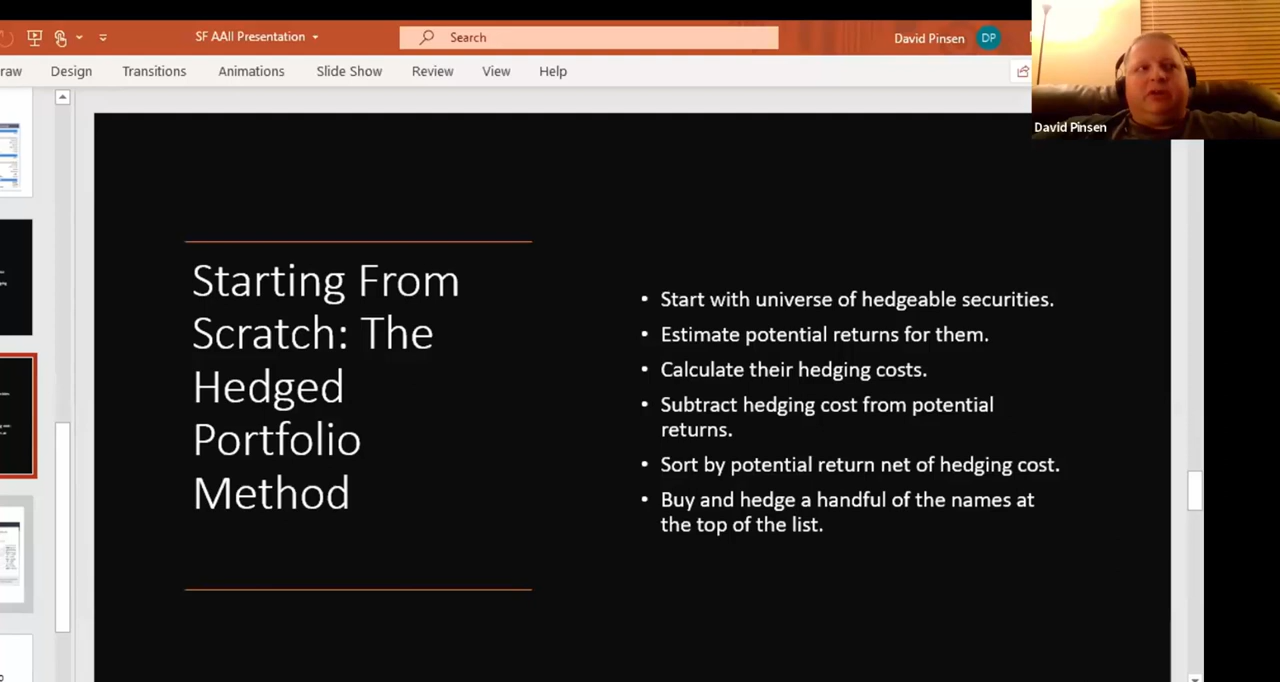 SF AAII Presentation
Search
David Pinsen
DP
Design
Transitions
Animations
Slide Show
Review
View
Help
David Pinsen
Starting From
Scratch: The
Hedged
Portfolio
Method
• Start with universe of hedgeable securities.
• Estimate potential returns for them.
• Calculate their hedging costs.
• Subtract hedging cost from potential
returns.
• Sort by potential return net of hedging cost.
• Buy and hedge a handful of the names at
the top of the list.